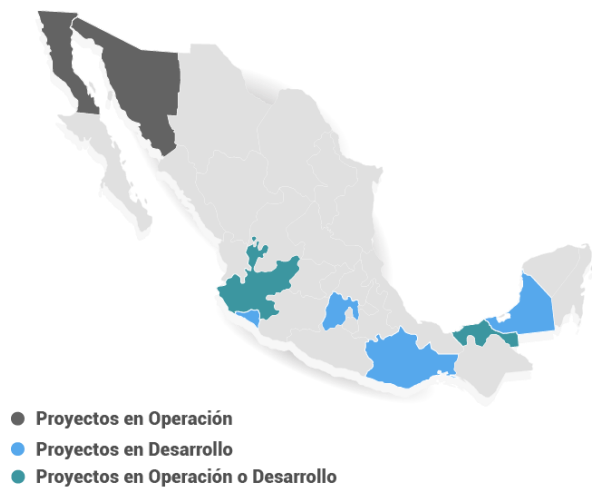 Proyectos en Operación
Proyectos en Desarrollo
Proyectos en Operación o Desarrollo